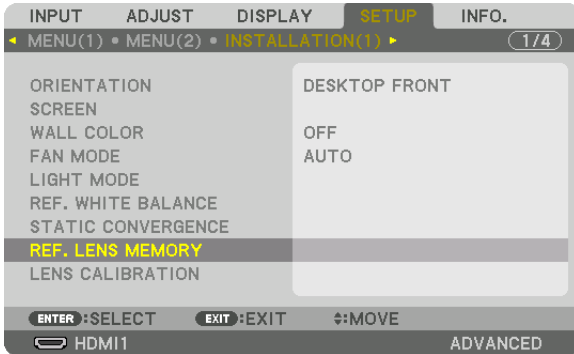 INPUT ADJUST DISPLAY SETUP INFO.
MENU(1) • MENU(2) • INSTALLATION(1) 1/4
ORIENTATION DESKTOP FRONT
SCREEN
WALL COLOR OFF
FAN MODE AUTO
LIGHT MODE
REF. WHITE BALANCE
STATIC CONVERGENCE
REF. LENS MEMORY
LENS CALIBRATION
ENTER :SELECT EXIT :EXIT :MOVE
HDMI1 ADVANCED